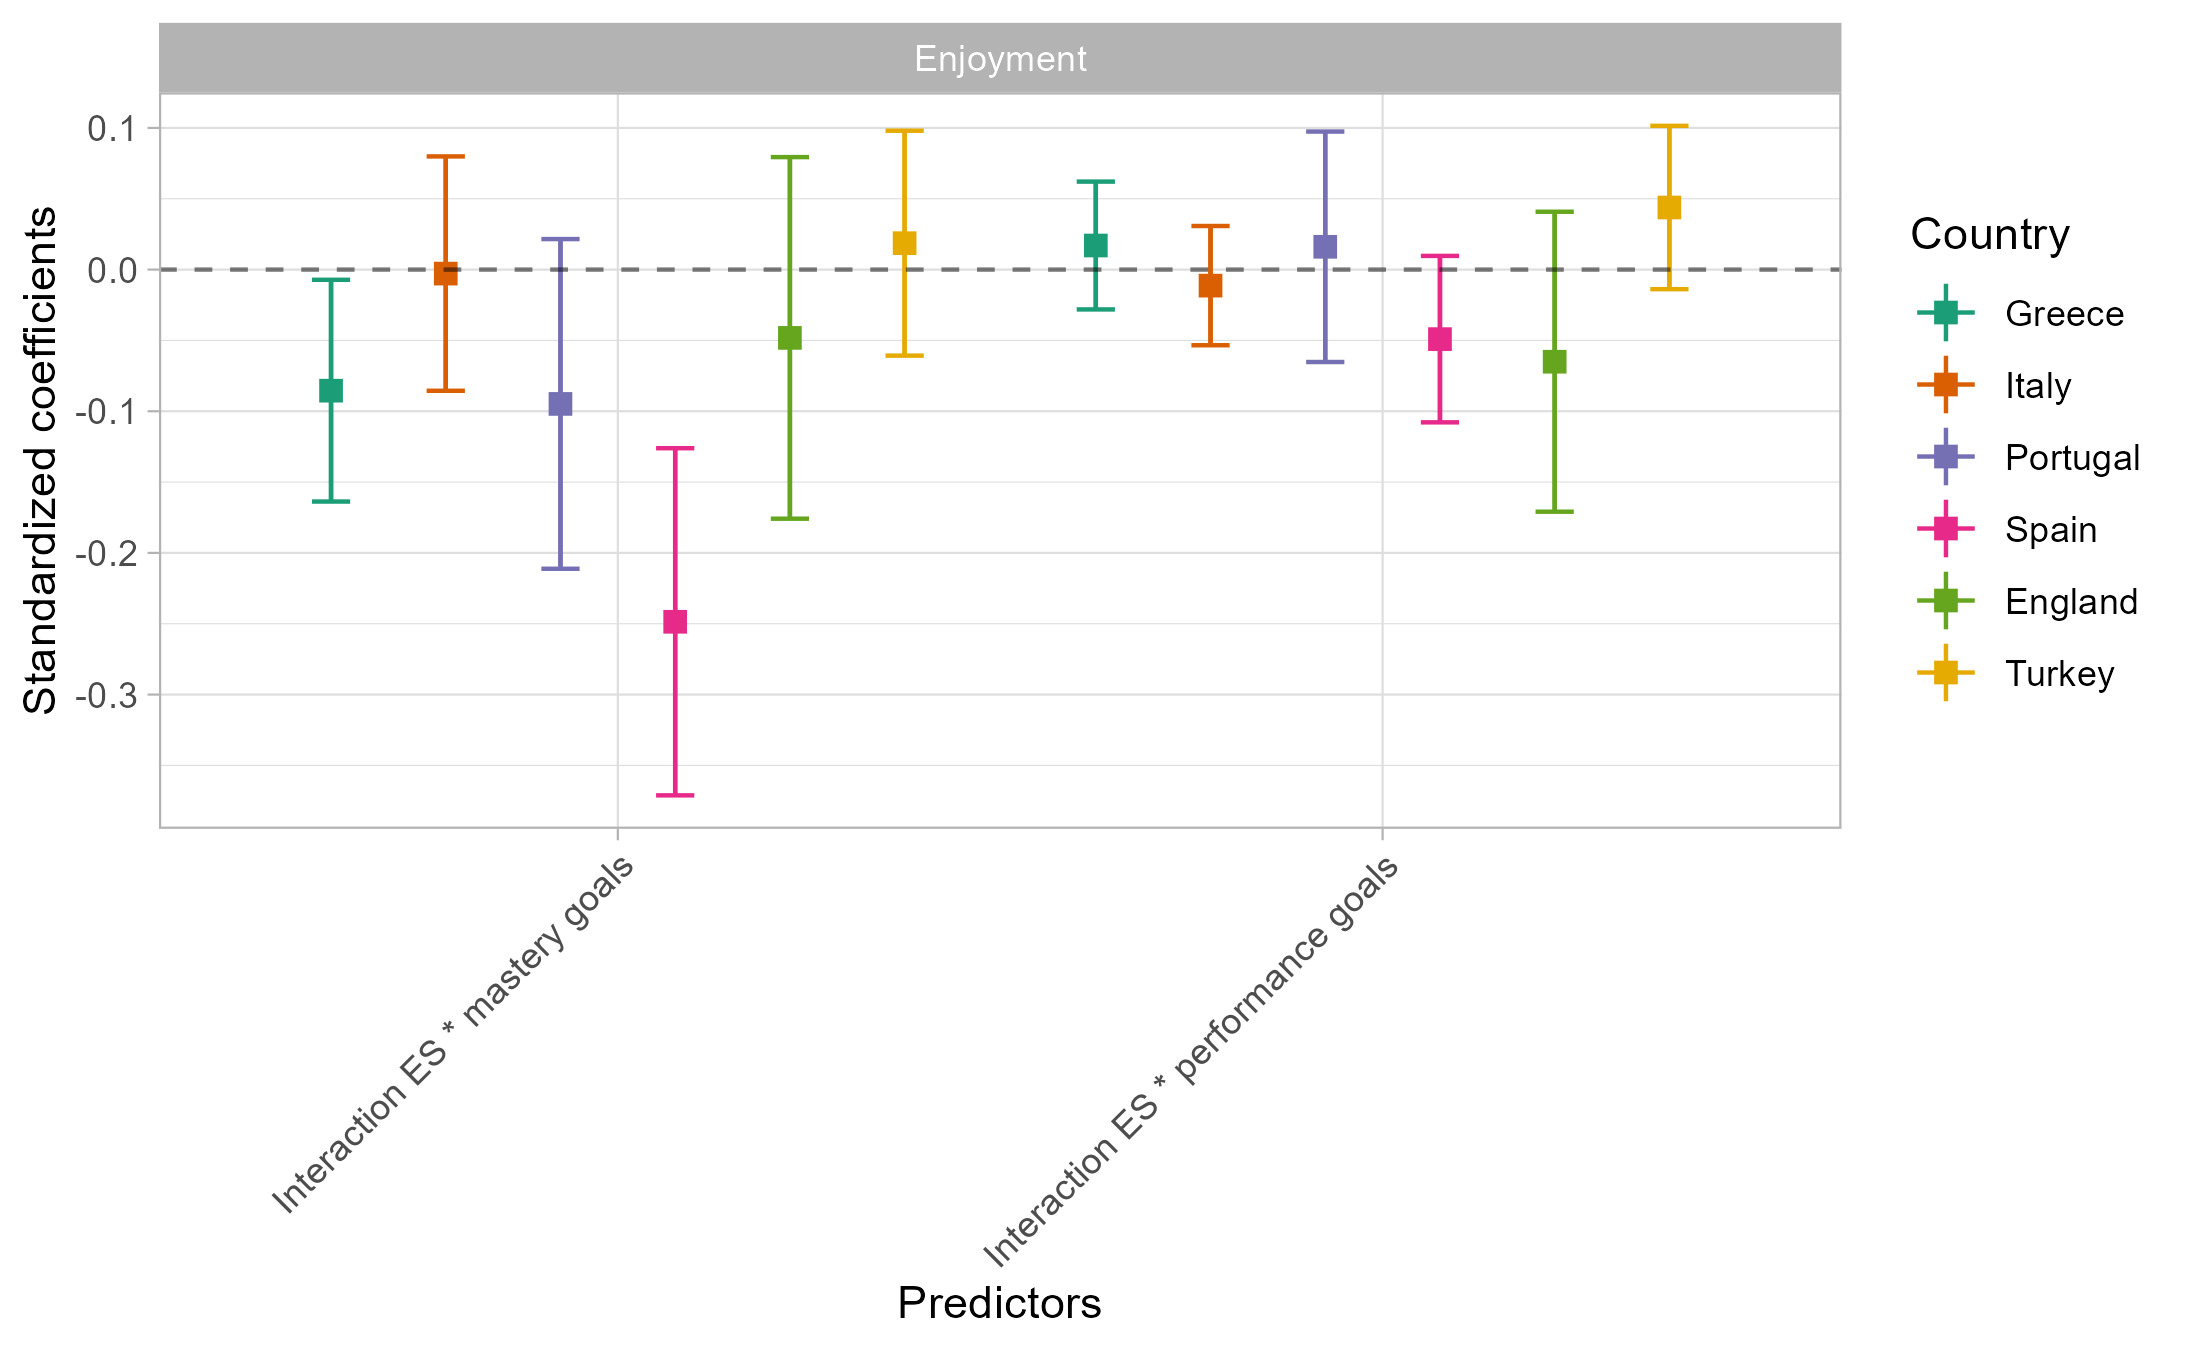 Enjoyment
Standardized coefficients
0.1
0.0
-0.1
-0.2
-0.3
Interaction ES * mastery goals
Interaction ES * performance goals
Predictors
Country
Greece
Italy
Portugal
Spain
England
Turkey